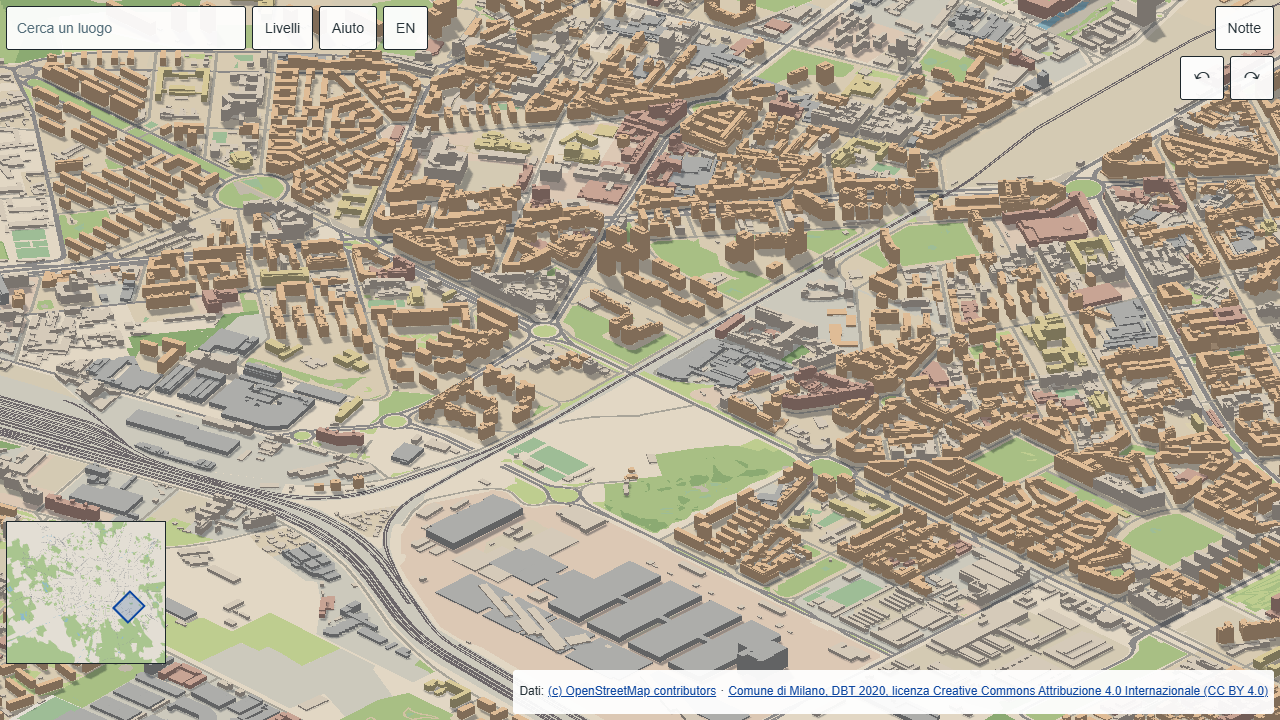 Cerca un luogo
Livelli
Aiuto
EN
Notte
Dati: (c) OpenStreetMap contributors · Comune di Milano, DBT 2020, licenza Creative Commons Attribuzione 4.0 Internazionale (CC BY 4.0)